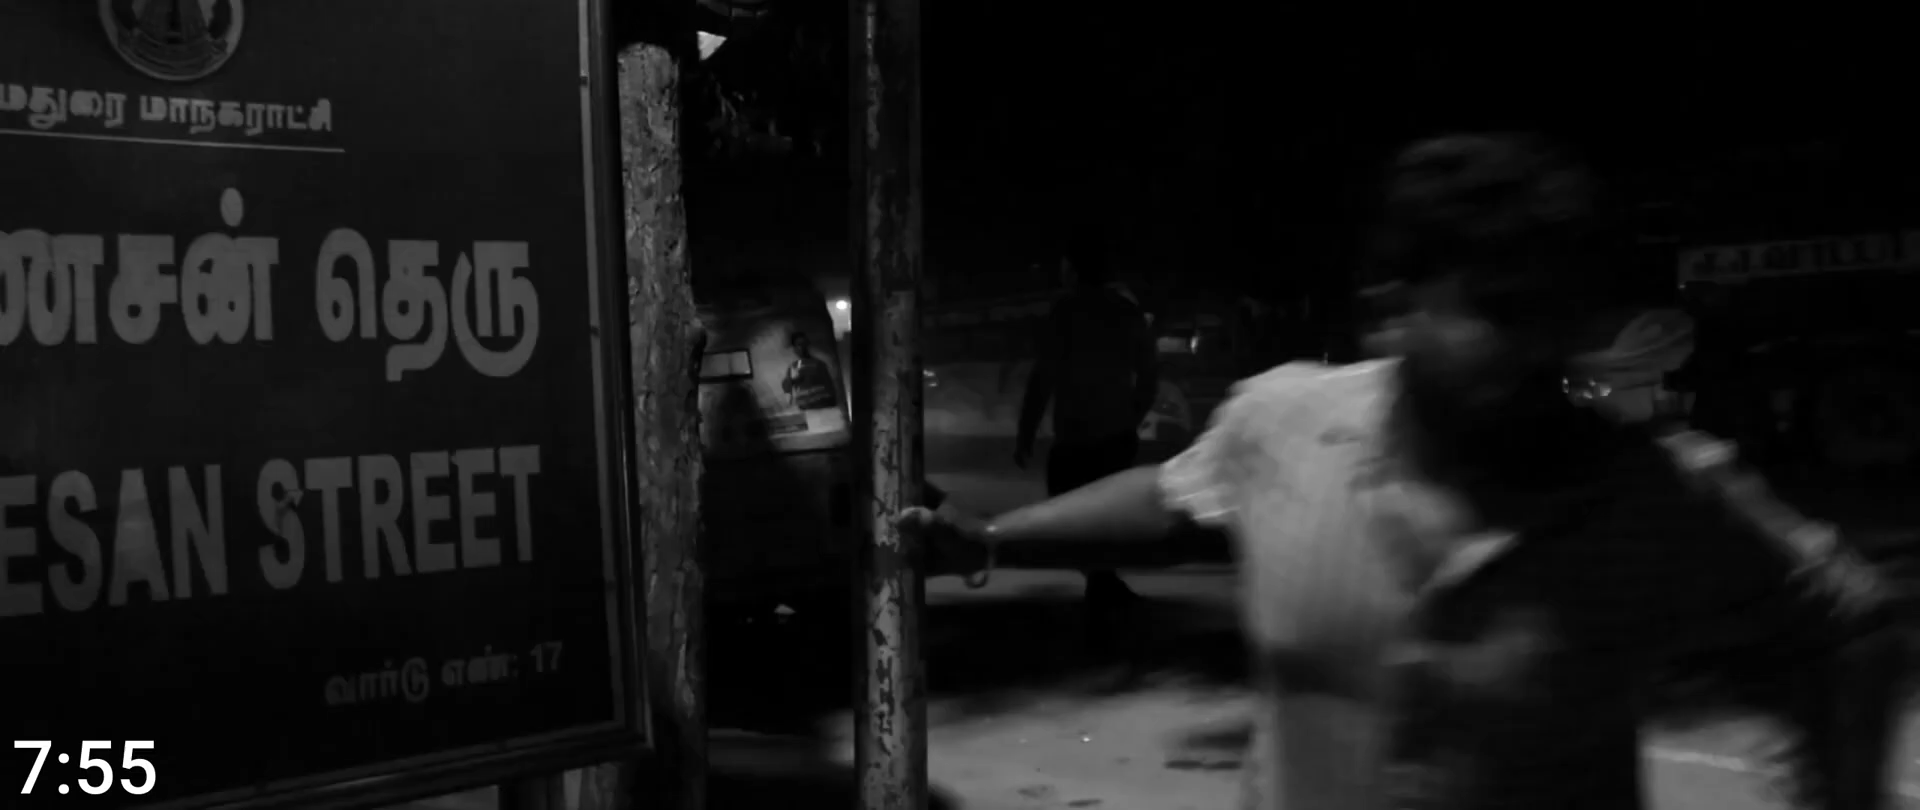 மதுரை மாநகராட்சி
ணசன் தெரு
ESAN STREET
வார்டு எண்: 17
7:55